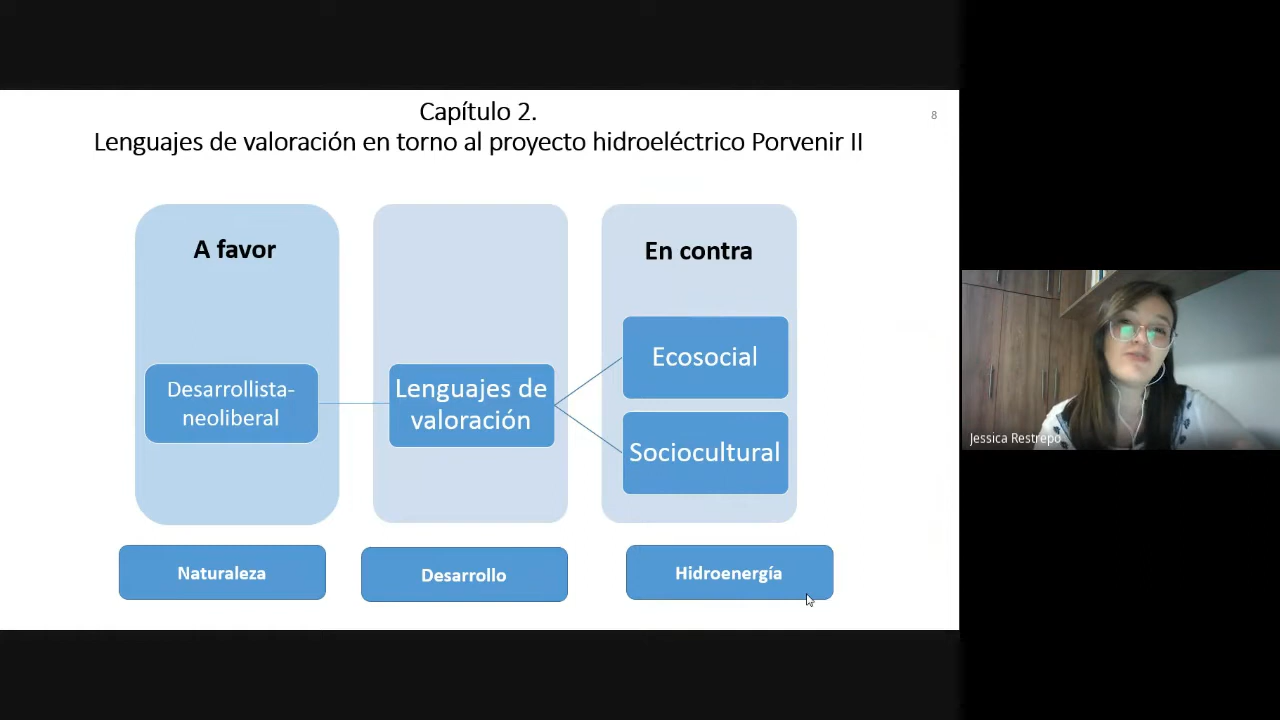 Capítulo 2.
Lenguajes de valoración en torno al proyecto hidroeléctrico Porvenir II
8
A favor
En contra
Desarrollista-
neoliberal
Lenguajes de
valoración
Ecosocial
Sociocultural
Naturaleza
Desarrollo
Hidroenergía
Jessica Restrepo